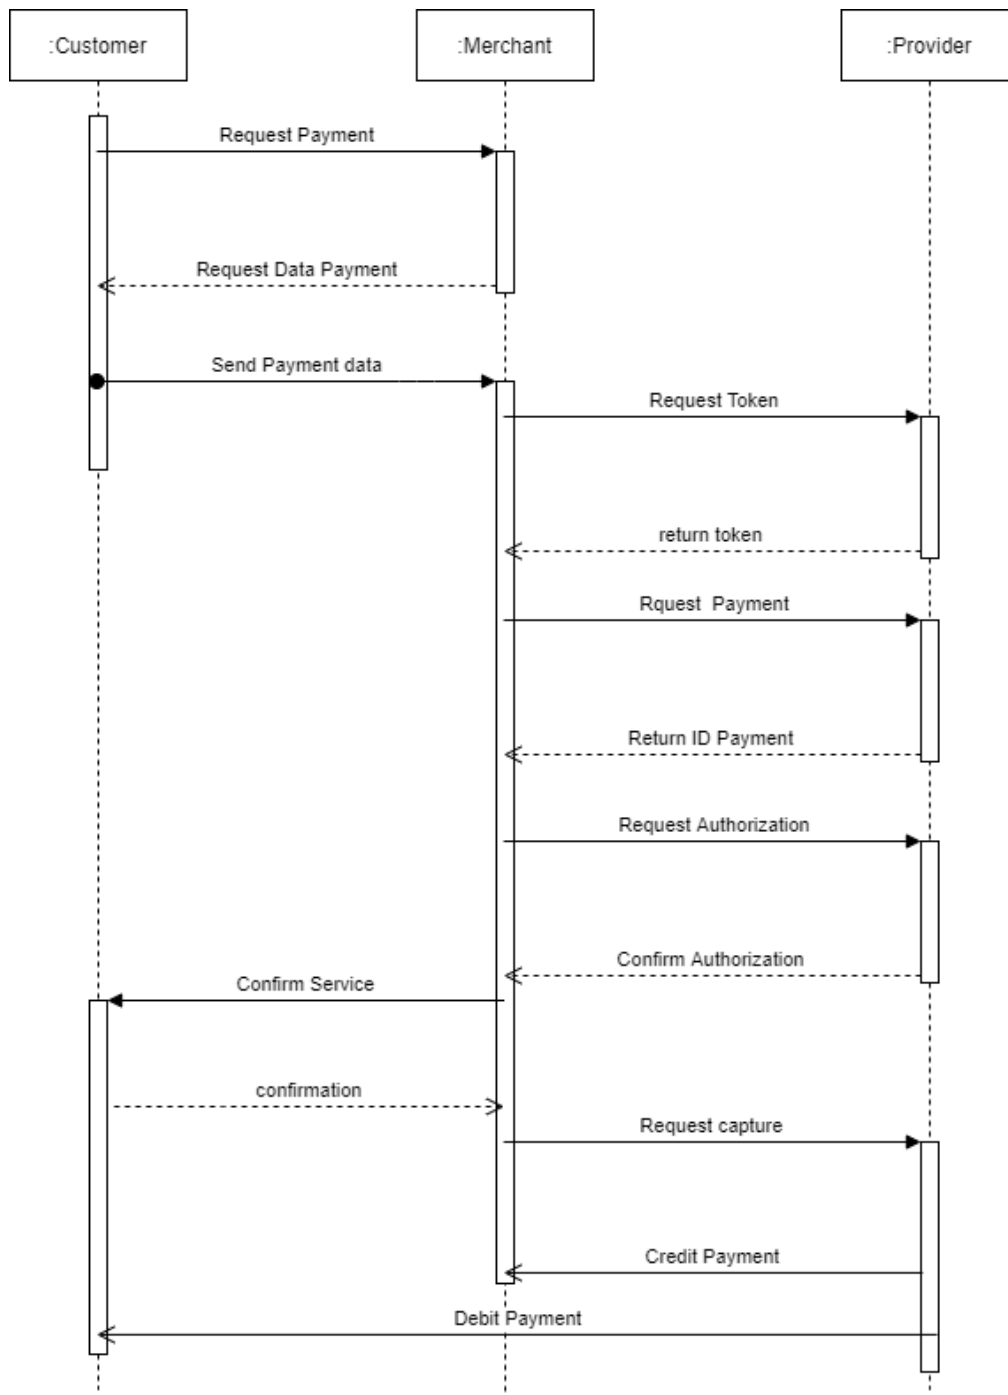 :Customer
:Merchant
:Provider
Request Payment
Request Data Payment
Send Payment data
Request Token
return token
Rquest  Payment
Return ID Payment
Request Authorization
Confirm Authorization
Confirm Service
confirmation
Request capture
Credit Payment
Debit Payment